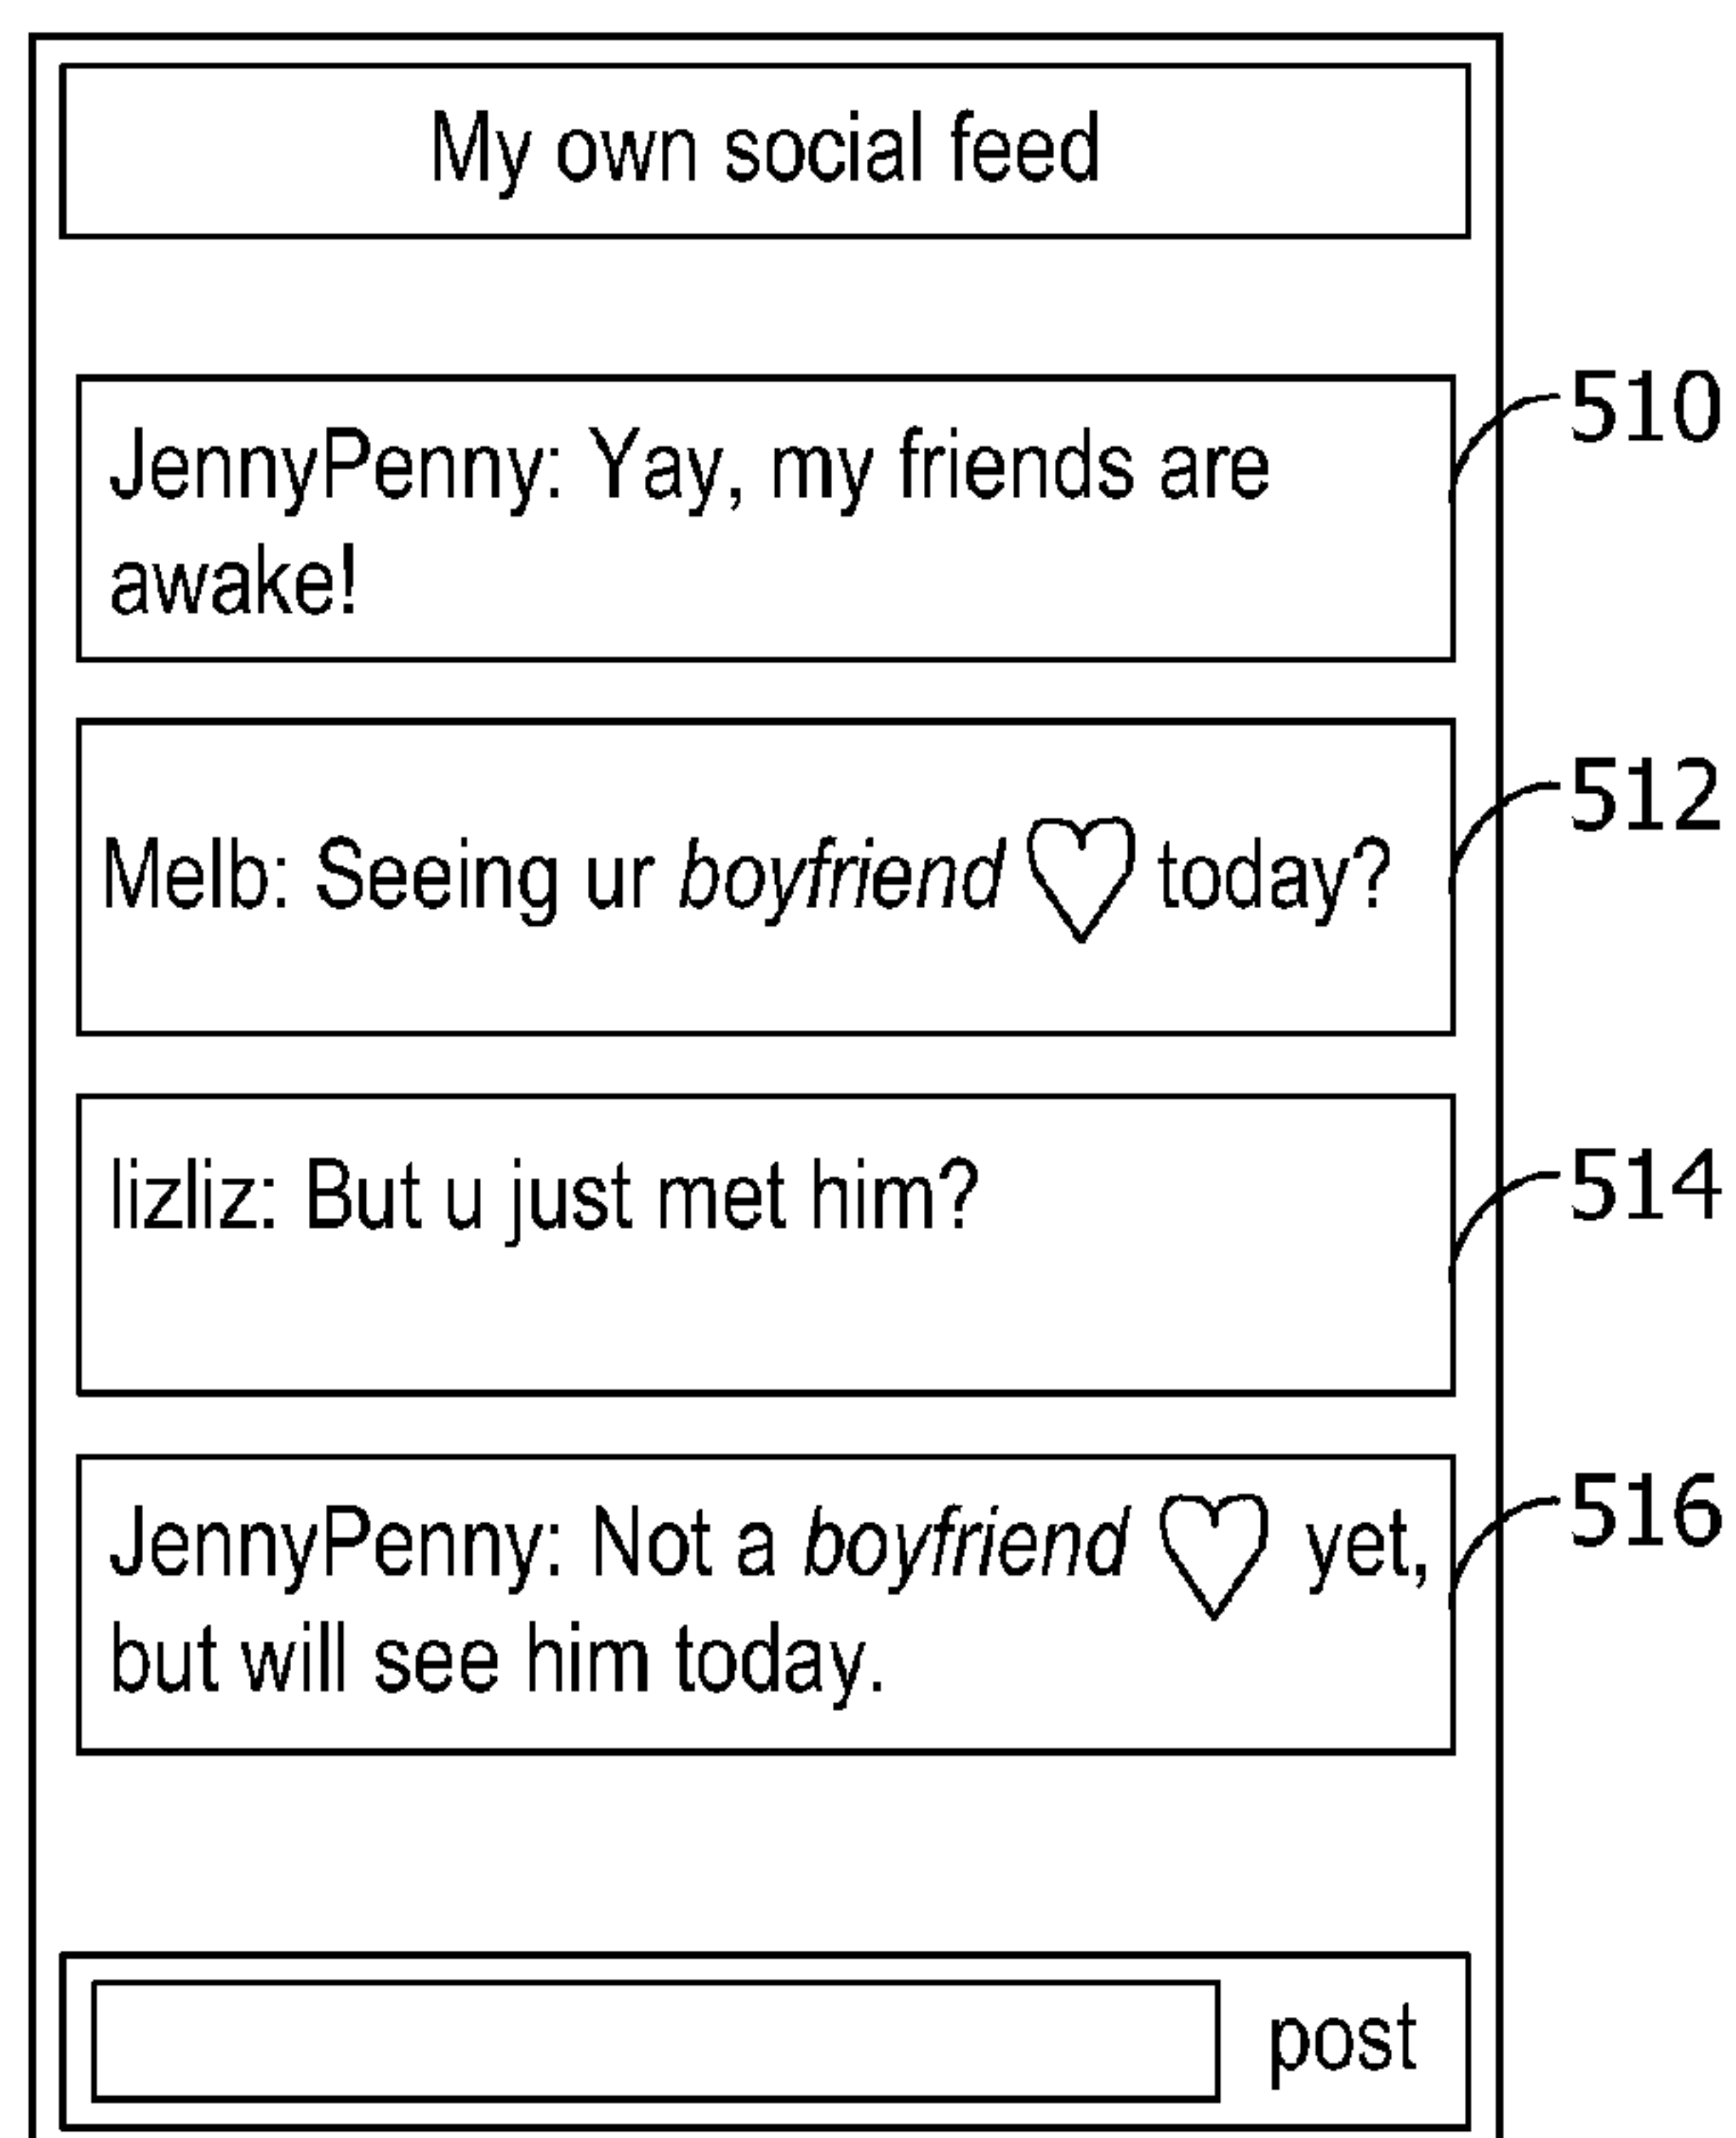 My own social feed
JennyPenny: Yay, my friends are
awake!
510
Melb: Seeing ur boyfriend ♡ today?
512
lizliz: But u just met him?
514
JennyPenny: Not a boyfriend ♡ yet,
but will see him today.
516
post